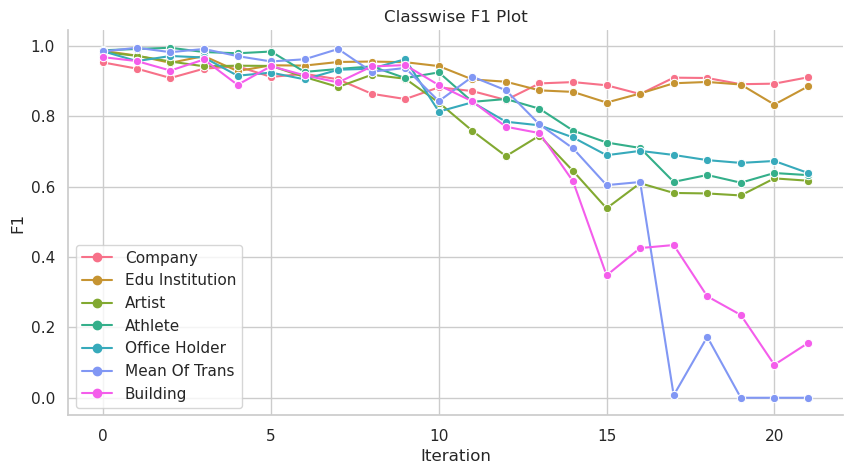 Classwise F1 Plot
1.0
0.8
0.6
0.4
0.2
0.0
F1
Company
Edu Institution
Artist
Athlete
Office Holder
Mean Of Trans
Building
0 5 10 15 20
Iteration